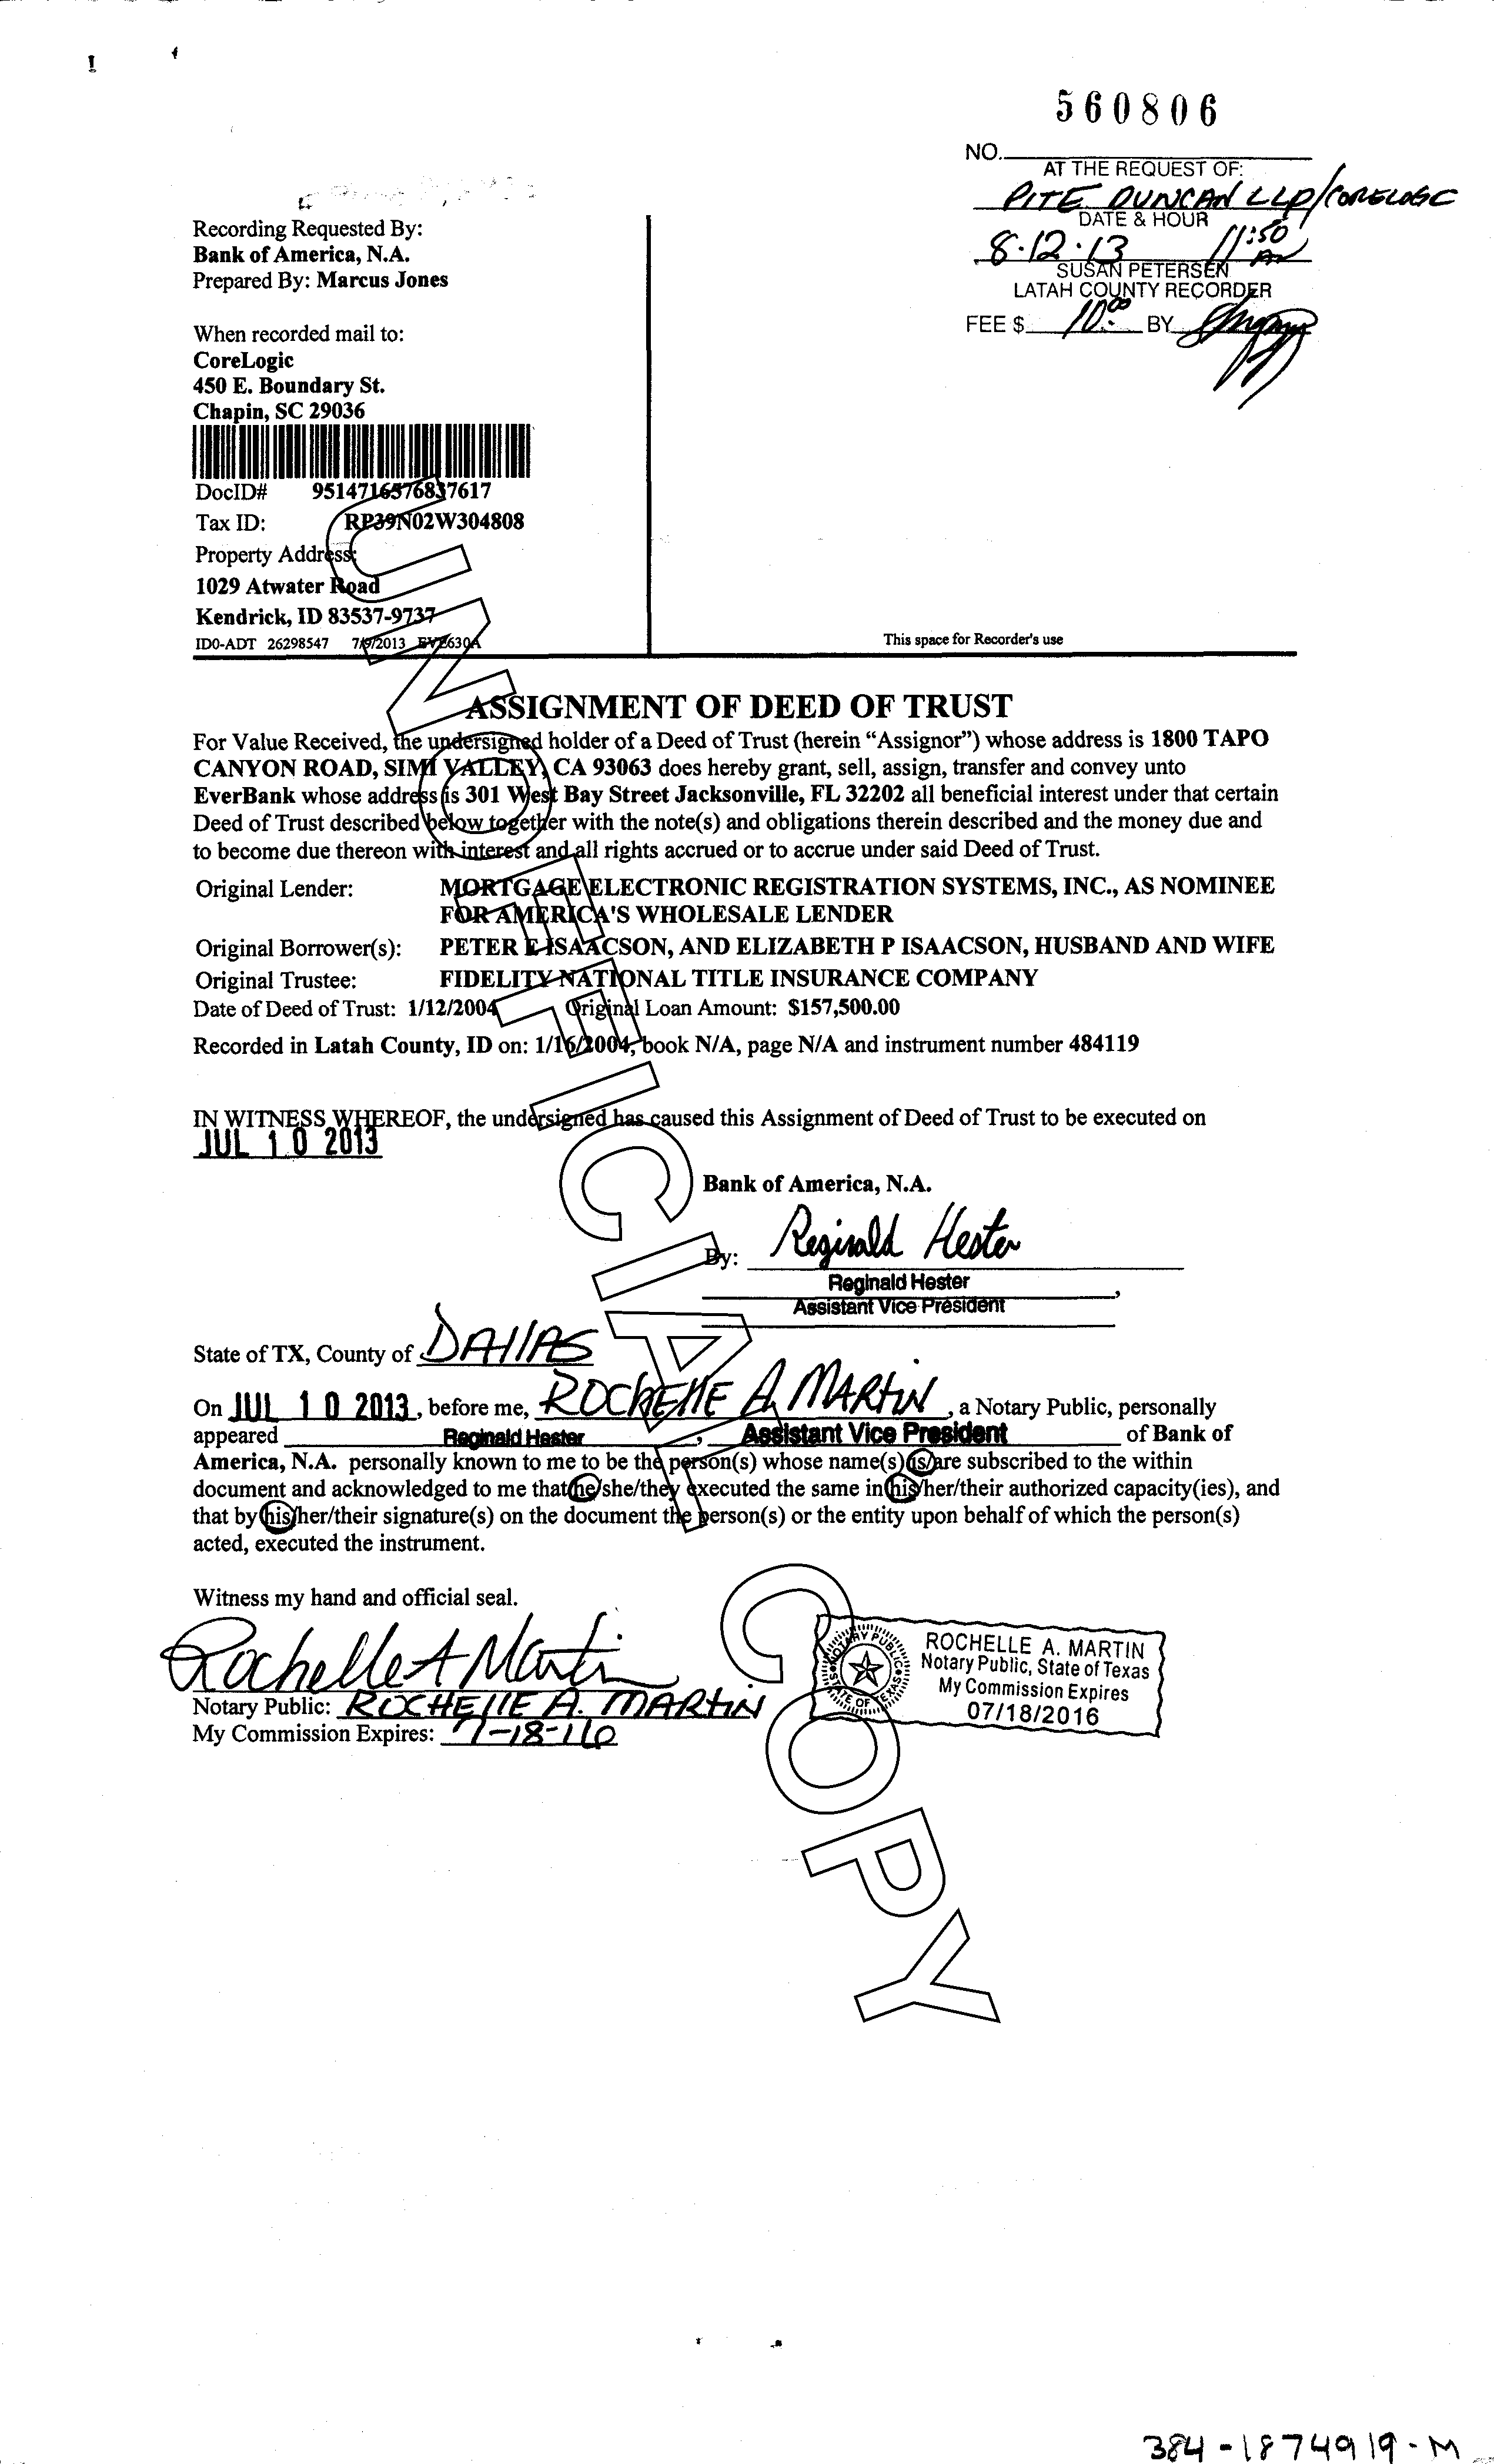 560806
NO.
AT THE REQUEST OF:
PITE DUNCAN LLP/CORELOGC
DATE & HOUR
8.12.13 11:50 AM
SUSAN PETERSEN
LATAH COUNTY RECORDER
FEE $ 10.00 BY
Recording Requested By:
Bank of America, N.A.
Prepared By: Marcus Jones
When recorded mail to:
CoreLogic
450 E. Boundary St.
Chapin, SC 29036
DocID# 9514716576837617
Tax ID: RP39N02W304808
Property Address:
1029 Atwater Road
Kendrick, ID 83537-9737
ID0-ADT 26298547 7/9/2013 EVE630A
This space for Recorder's use
ASSIGNMENT OF DEED OF TRUST
For Value Received, the undersigned holder of a Deed of Trust (herein “Assignor”) whose address is 1800 TAPO
CANYON ROAD, SIMI VALLEY, CA 93063 does hereby grant, sell, assign, transfer and convey unto
EverBank whose address is 301 West Bay Street Jacksonville, FL 32202 all beneficial interest under that certain
Deed of Trust described below together with the note(s) and obligations therein described and the money due and
to become due thereon with interest and all rights accrued or to accrue under said Deed of Trust.
Original Lender: MORTGAGE ELECTRONIC REGISTRATION SYSTEMS, INC., AS NOMINEE
FOR AMERICA'S WHOLESALE LENDER
Original Borrower(s): PETER E ISAACSON, AND ELIZABETH P ISAACSON, HUSBAND AND WIFE
Original Trustee: FIDELITY NATIONAL TITLE INSURANCE COMPANY
Date of Deed of Trust: 1/12/2004 Original Loan Amount: $157,500.00
Recorded in Latah County, ID on: 1/16/2004, book N/A, page N/A and instrument number 484119
IN WITNESS WHEREOF, the undersigned has caused this Assignment of Deed of Trust to be executed on
JUL 10 2013
Bank of America, N.A.
By: Reginald Hester
Reginald Hester,
Assistant Vice President
State of TX, County of DAllAS
On JUL 10 2013, before me, ROCHEllE A. MARtiN, a Notary Public, personally
appeared Reginald Hester, Assistant Vice President of Bank of
America, N.A. personally known to me to be the person(s) whose name(s) is/are subscribed to the within
document and acknowledged to me that he/she/they executed the same in his/her/their authorized capacity(ies), and
that by his/her/their signature(s) on the document the person(s) or the entity upon behalf of which the person(s)
acted, executed the instrument.
Witness my hand and official seal.
Rochelle A Martin
Notary Public: ROCHEllE A. MARtiN
My Commission Expires: 7-18-16
NOTARY PUBLIC
STATE OF TEXAS
ROCHELLE A. MARTIN
Notary Public, State of Texas
My Commission Expires
07/18/2016
UNOFFICIAL COPY
384-1874919-M